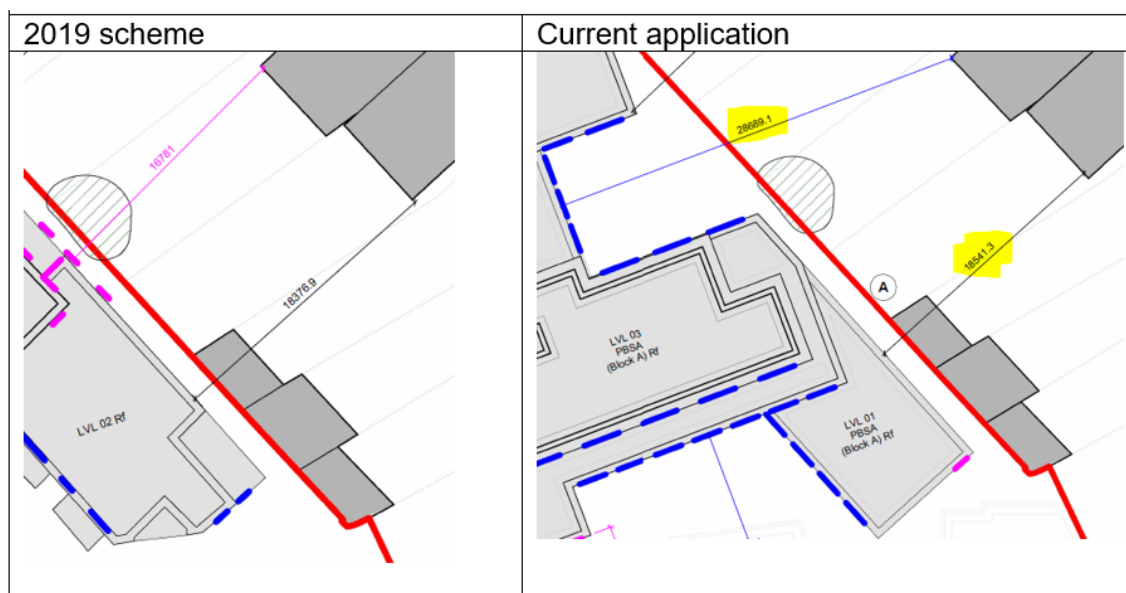 2019 scheme
16781
18376.9
LVL 02 Rf
Current application
28689.1
18541.3
A
LVL 03
PBSA
(Block A) Rf
LVL 01
PBSA
(Block A) Rf